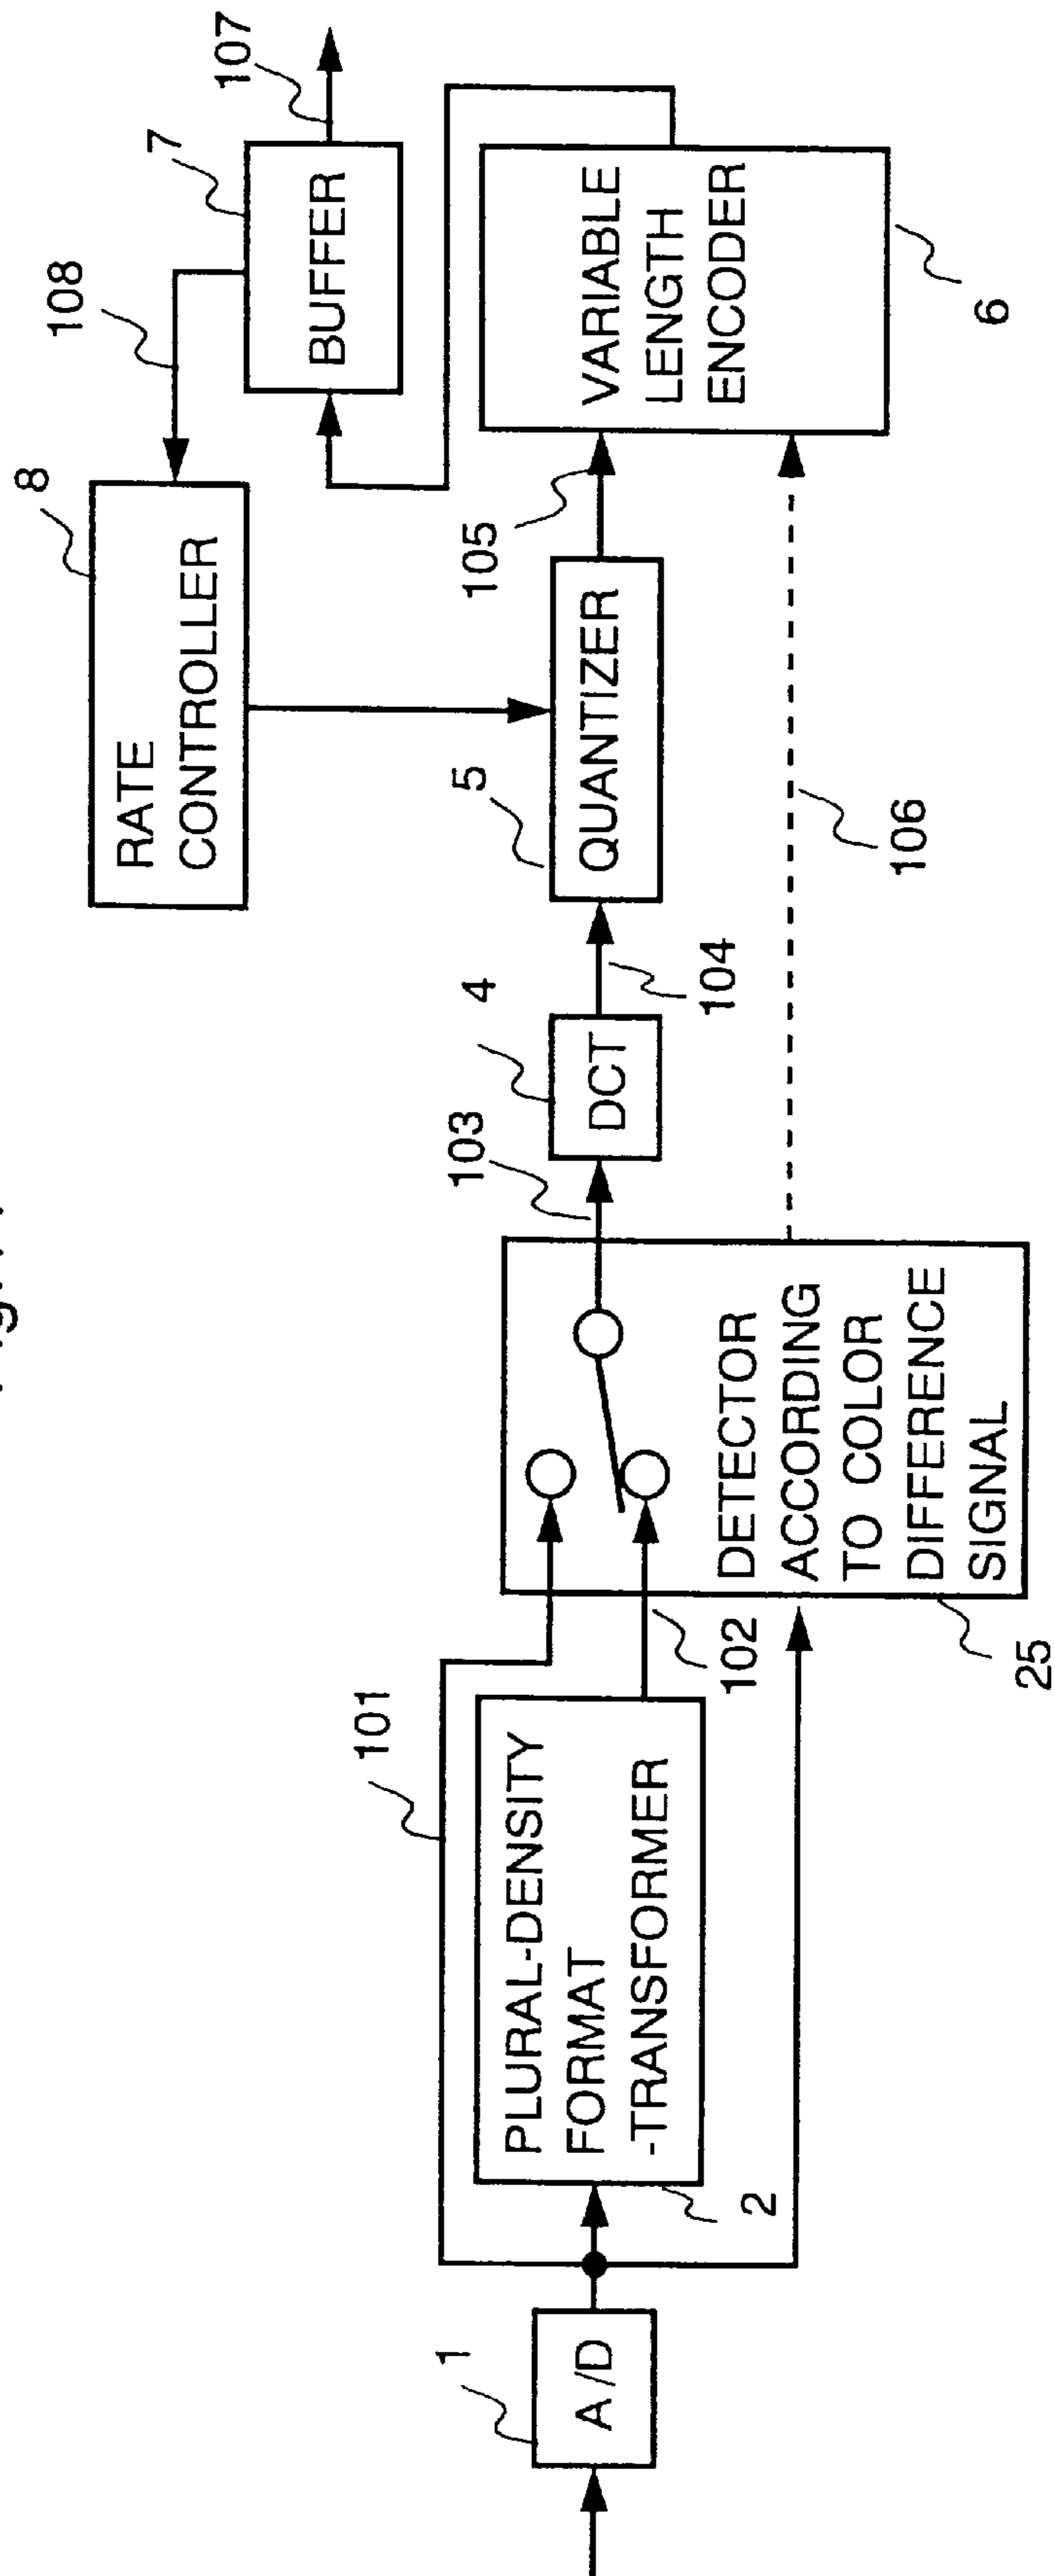 Fig.
1
A/D
101
PLURAL-DENSITY
FORMAT
-TRANSFORMER
2
102
DETECTOR
ACCORDING
TO COLOR
DIFFERENCE
SIGNAL
25
103
4
DCT
104
5
QUANTIZER
105
106
8
RATE
CONTROLLER
108
7
BUFFER
107
VARIABLE
LENGTH
ENCODER
6